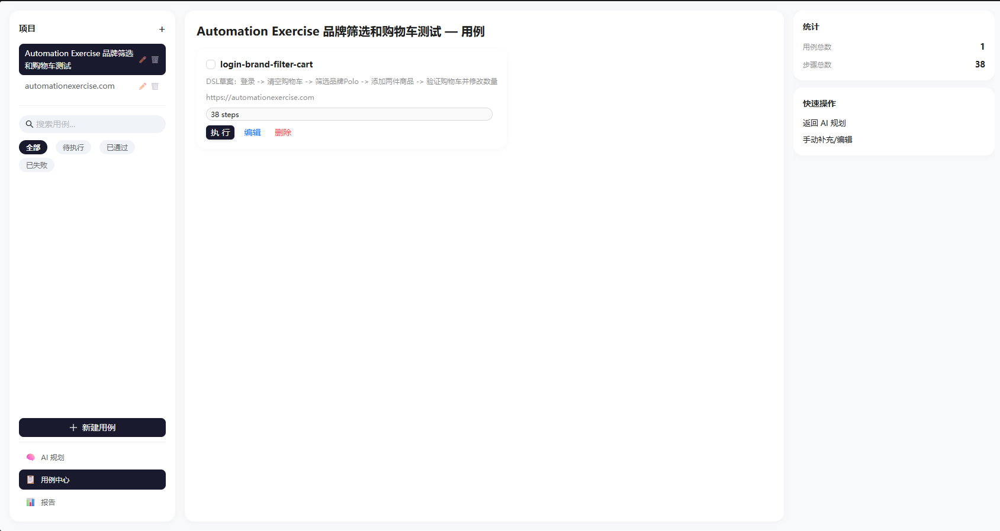 项目
+
Automation Exercise 品牌筛选
和购物车测试
automationexercise.com
搜索用例...
全部
待执行
已通过
已失败
+ 新建用例
AI 规划
用例中心
报告
Automation Exercise 品牌筛选和购物车测试 — 用例
login-brand-filter-cart
DSL草案：登录 -> 清空购物车 -> 筛选品牌Polo -> 添加两件商品 -> 验证购物车并修改数量
https://automationexercise.com
38 steps
执 行
编辑
删除
统计
用例总数 1
步骤总数 38
快速操作
返回 AI 规划
手动补充/编辑